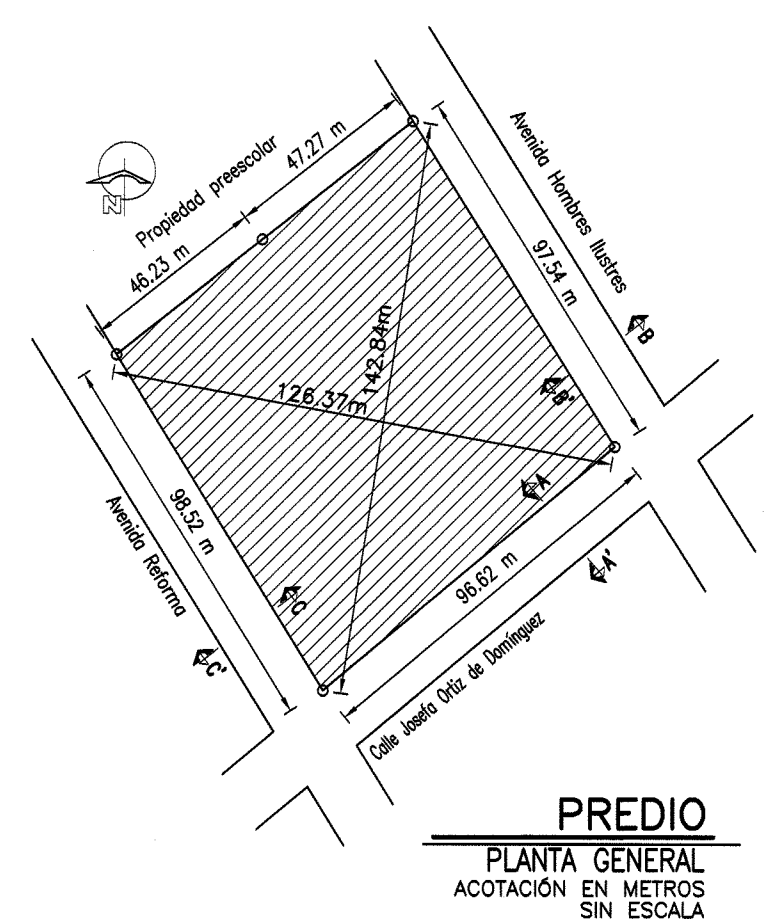 Avenida Hombres Ilustres
Propiedad preescolar
47.27 m
46.23 m
N
97.54 m
B
B'
142.84m
126.37m
A
A'
98.52 m
Avenida Reforma
C
C'
96.62 m
Calle Josefa Ortiz de Domínguez
PREDIO
PLANTA GENERAL
ACOTACIÓN EN METROS
SIN ESCALA